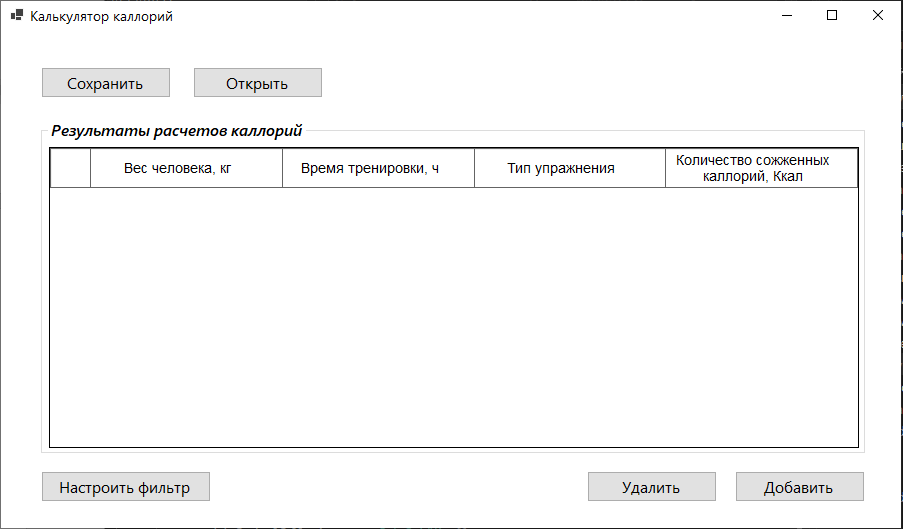 Калькулятор каллорий
Сохранить
Открыть
Результаты расчетов каллорий
Вес человека, кг
Время тренировки, ч
Тип упражнения
Количество сожженных
каллорий, Ккал
Настроить фильтр
Удалить
Добавить